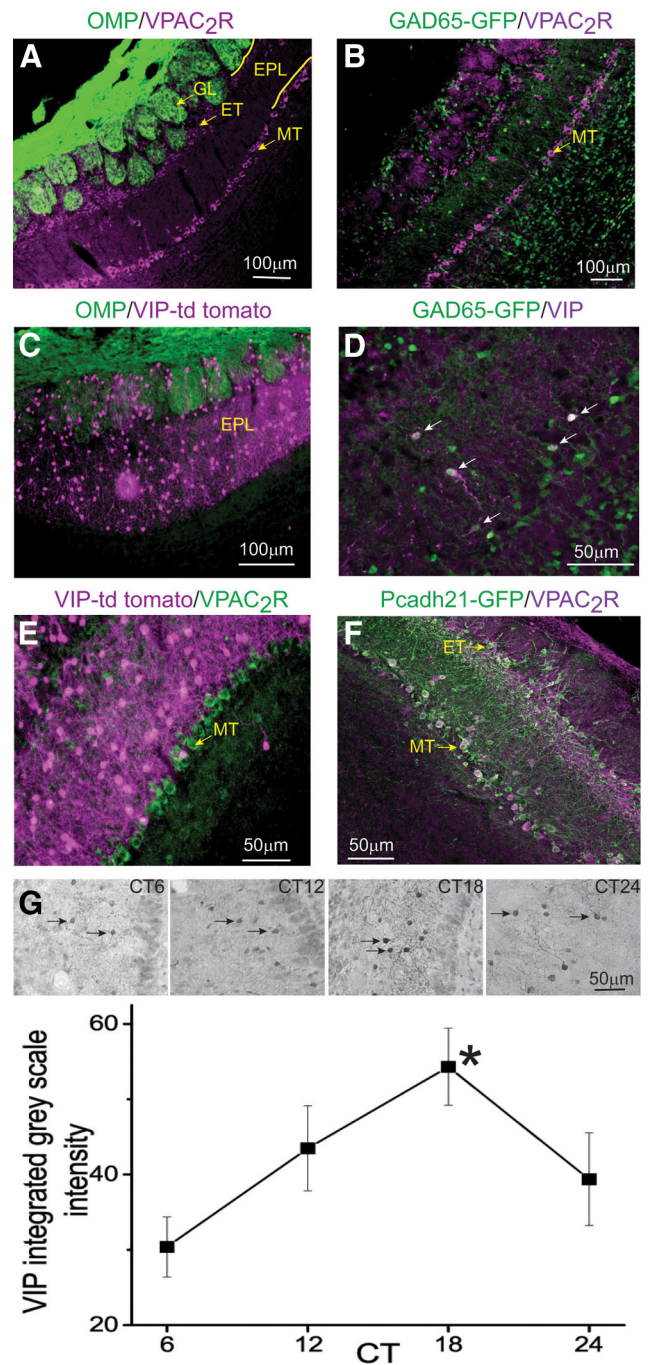 OMP/VPAC2R
GAD65-GFP/VPAC2R
A
GL
ET
EPL
MT
100µm
B
MT
100µm
OMP/VIP-td tomato
GAD65-GFP/VIP
C
EPL
100µm
D
50µm
VIP-td tomato/VPAC2R
Pcadh21-GFP/VPAC2R
E
MT
50µm
F
ET
MT
50µm
G
CT6
CT12
CT18
CT24
50µm
VIP integrated grey scale
intensity
60
40
20
*
6
12
18
24
CT